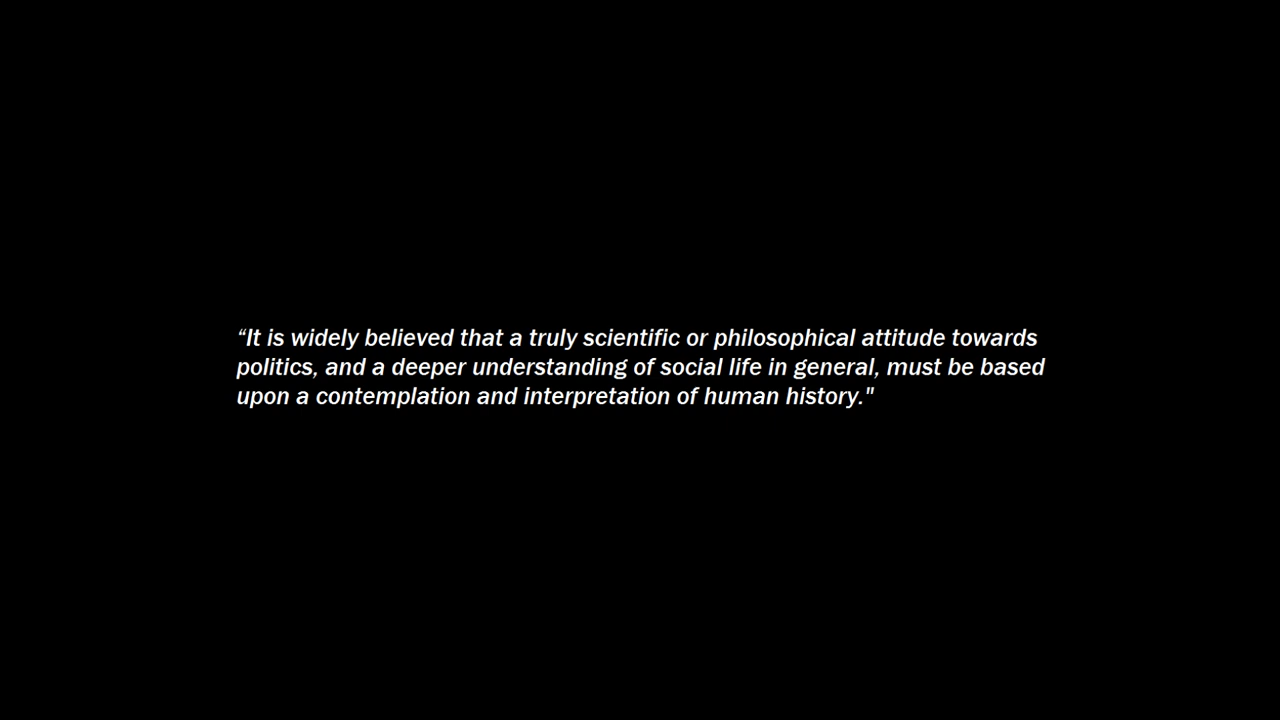 “It is widely believed that a truly scientific or philosophical attitude towards
politics, and a deeper understanding of social life in general, must be based
upon a contemplation and interpretation of human history."